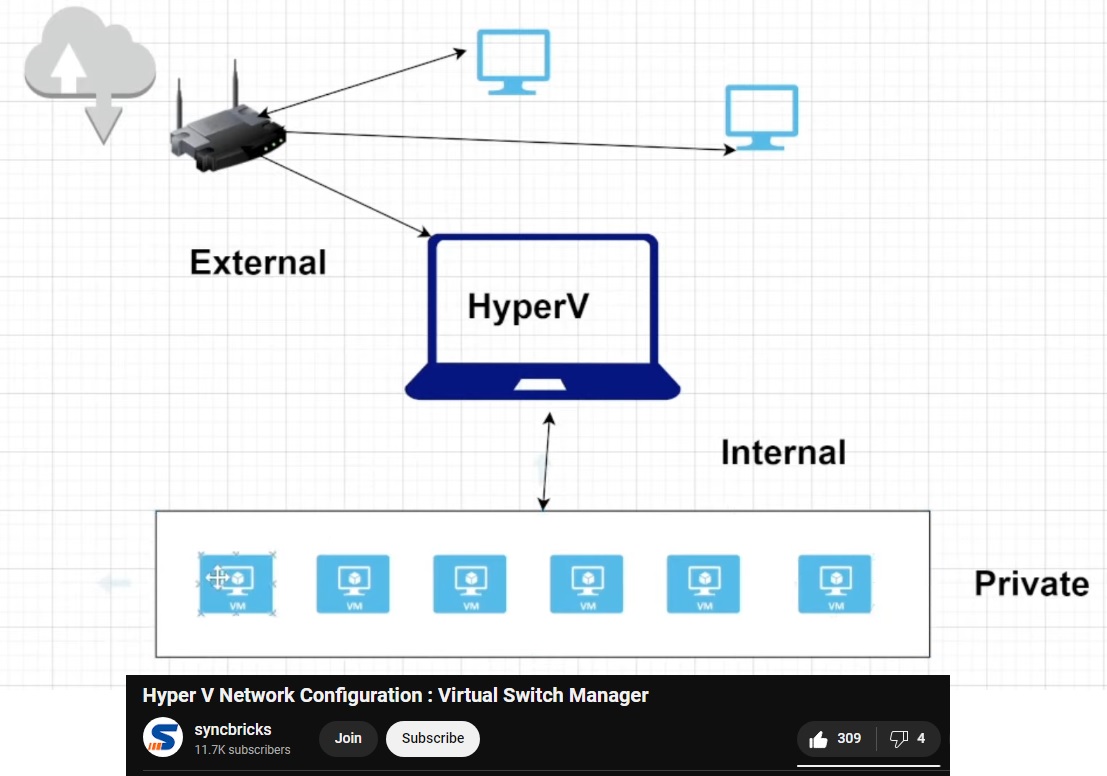 External
HyperV
Internal
VM
VM
VM
VM
VM
VM
Private
Hyper V Network Configuration : Virtual Switch Manager
syncbricks
11.7K subscribers
Join
Subscribe
309
4